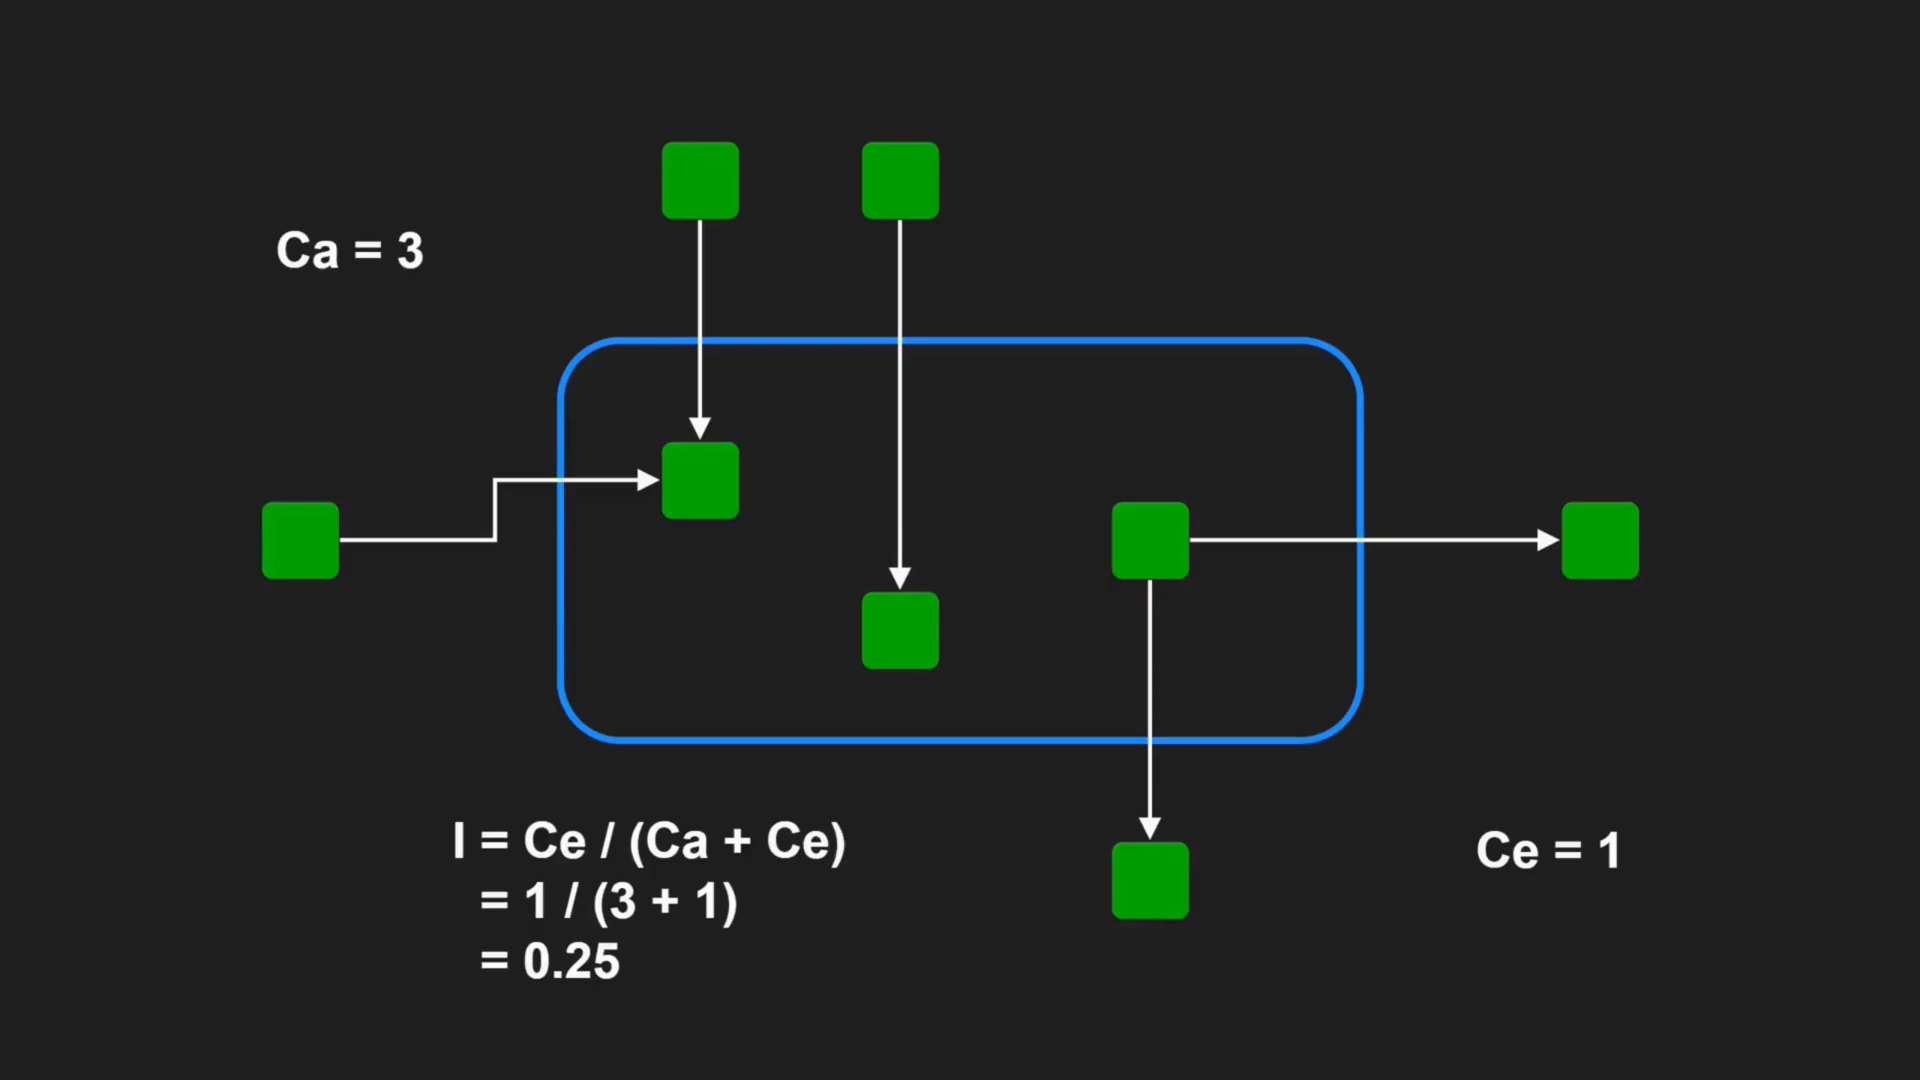 Ca = 3
I = Ce / (Ca + Ce)
= 1 / (3 + 1)
= 0.25
Ce = 1